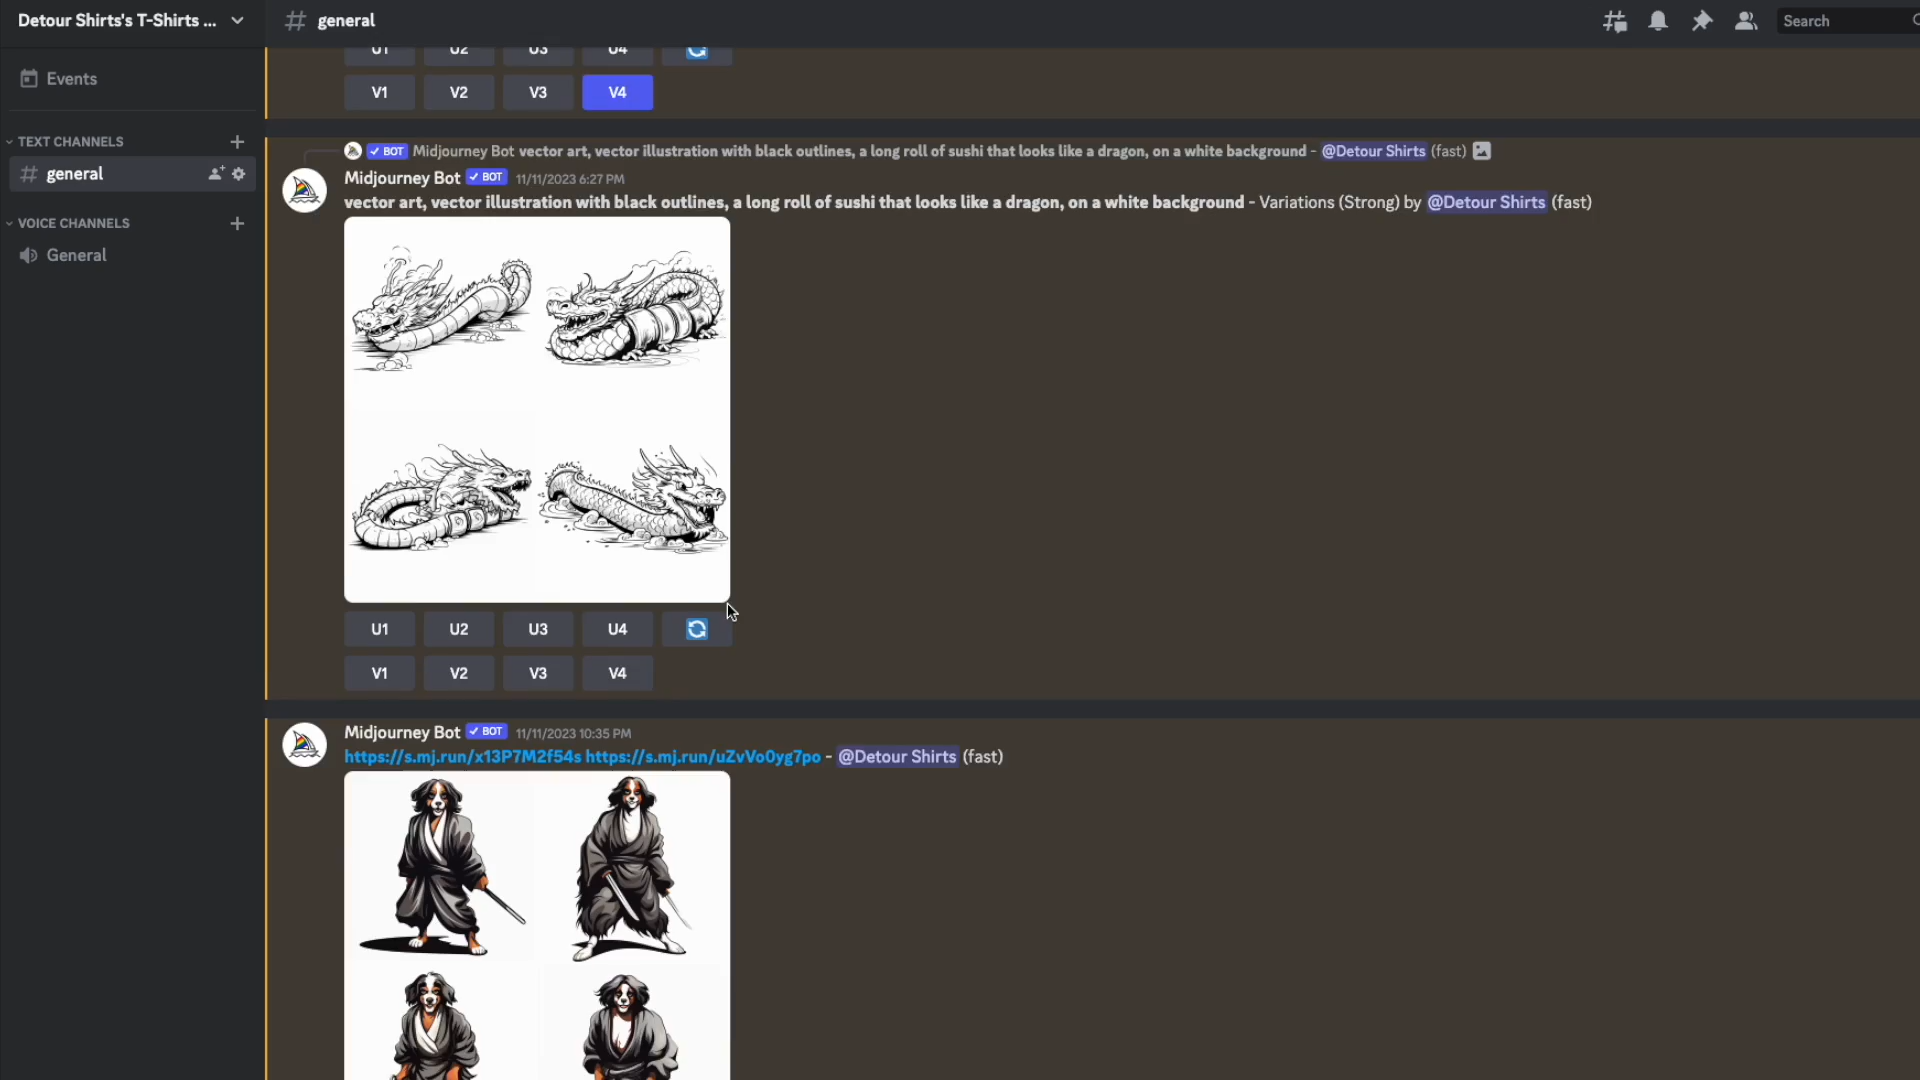 Detour Shirts's T-Shirts ...
# general
Search
Events
TEXT CHANNELS
# general
VOICE CHANNELS
General
U1 U2 U3 U4
V1 V2 V3 V4
BOT Midjourney Bot vector art, vector illustration with black outlines, a long roll of sushi that looks like a dragon, on a white background - @Detour Shirts (fast)
Midjourney Bot BOT 11/11/2023 6:27 PM
vector art, vector illustration with black outlines, a long roll of sushi that looks like a dragon, on a white background - Variations (Strong) by @Detour Shirts (fast)
U1 U2 U3 U4
V1 V2 V3 V4
Midjourney Bot BOT 11/11/2023 10:35 PM
https://s.mj.run/x13P7M2f54s https://s.mj.run/uZvVo0yg7po - @Detour Shirts (fast)